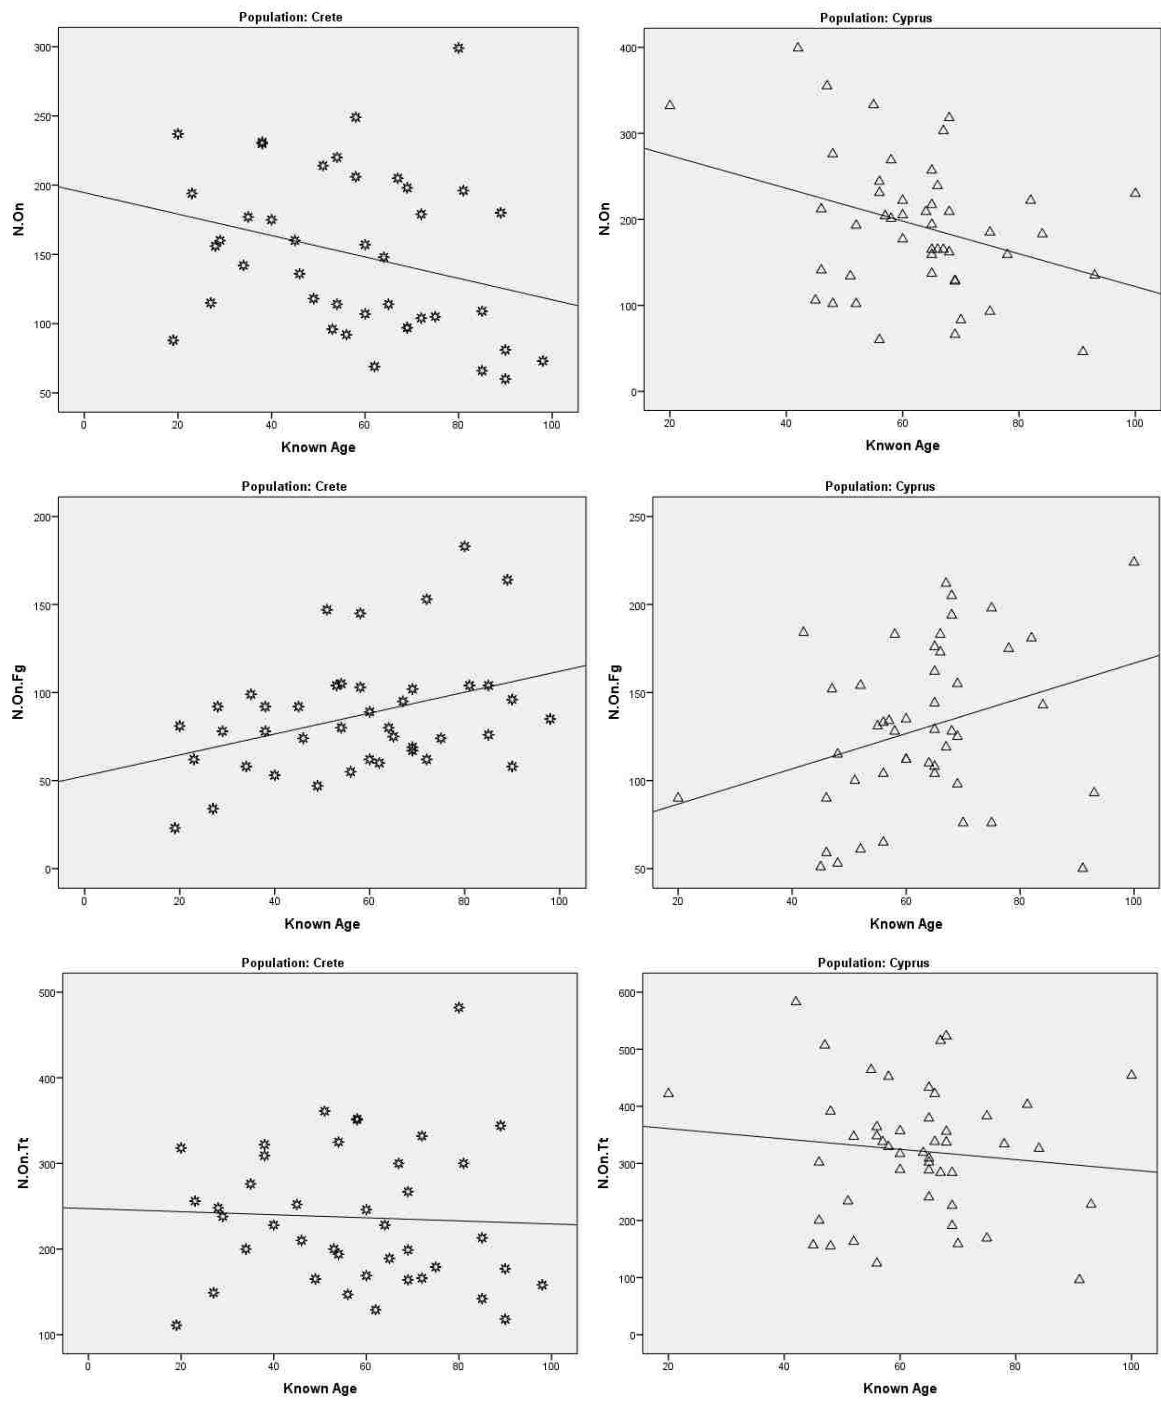 Population: Crete
300
250
200
150
100
50
N.On
0 20 40 60 80 100
Known Age
Population: Cyprus
400
300
200
100
0
N.On
20 40 60 80 100
Knwon Age
Population: Crete
200
150
100
50
0
N.On.Fg
0 20 40 60 80 100
Known Age
Population: Cyprus
250
200
150
100
50
N.On.Fg
20 40 60 80 100
Known Age
Population: Crete
500
400
300
200
100
N.On.Tt
0 20 40 60 80 100
Known Age
Population: Cyprus
600
500
400
300
200
100
0
N.On.Tt
20 40 60 80 100
Known Age